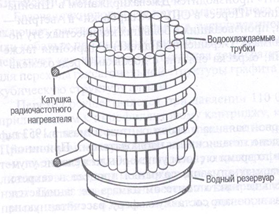 Водоохлаждаемые
трубки
Катушка
радиочастотного
нагревателя
Водный резервуар